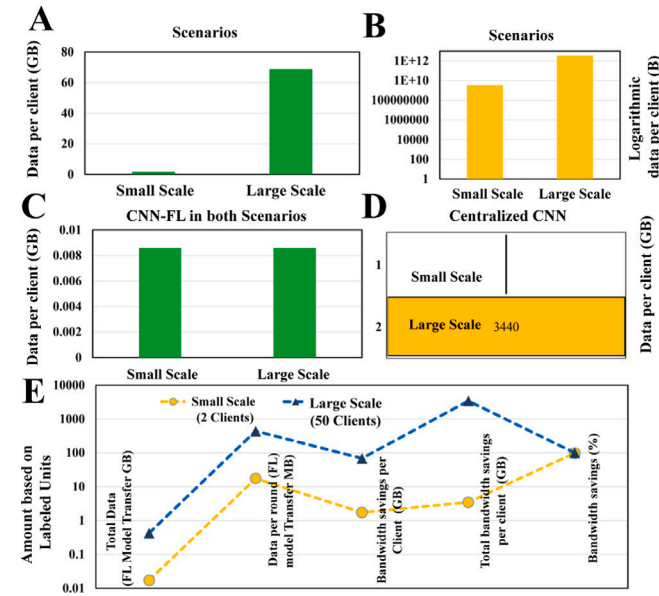 A
Scenarios
Data per client (GB)
80
60
40
20
0
Small Scale
Large Scale
B
Scenarios
1E+12
1E+10
100000000
10000
10000
100
1
Small Scale
Large Scale
Logarithmic
data per client (B)
C
CNN-FL in both Scenarios
Data per client (GB)
0.01
0.008
0.006
0.004
0.002
0
Small Scale
Large Scale
D
Centralized CNN
1
Small Scale
2
Large Scale 3440
Data per client (GB)
E
Amount based on
Labeled Units
10000
1000
100
10
1
0.1
0.01
Small Scale
(2 Clients)
Large Scale
(50 Clients)
Total Data
(FL Model Transfer GB)
Data per round (FL)
model Transfer MB)
Bandwidth savings per
Client (GB)
Total bandwidth savings
per client (GB)
Bandwidth savings (%)